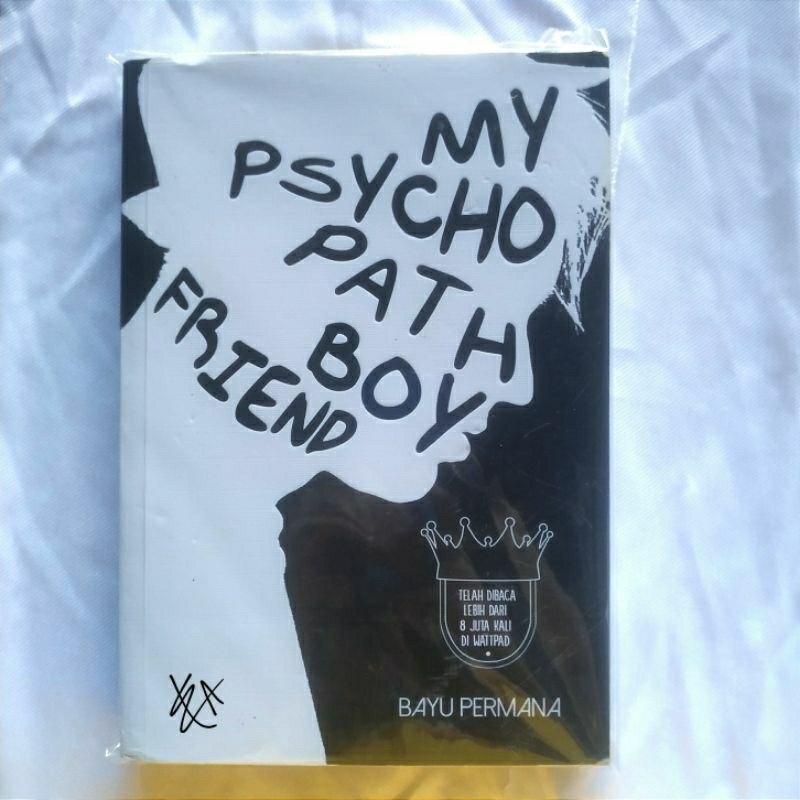 MY
PSYCHO
PATH
BOY
FRIEND
TELAH DIBACA
LEBIH DARI
8 JUTA KALI
DI WATTPAD
BAYU PERMANA